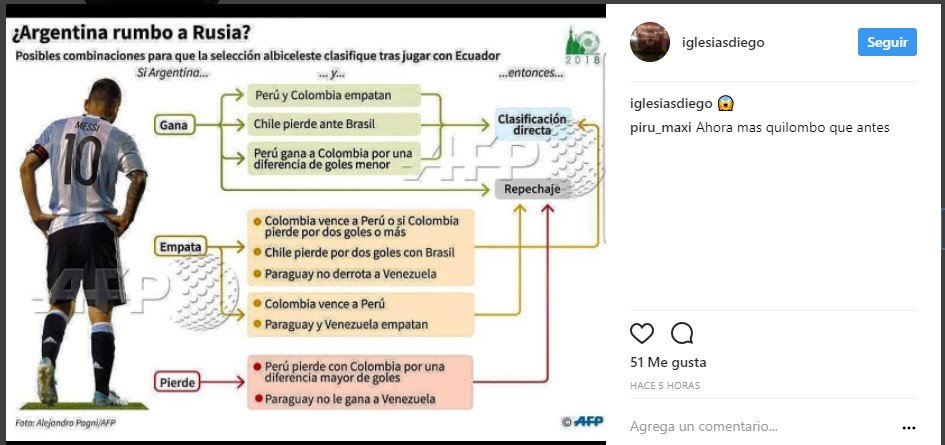 ¿Argentina rumbo a Rusia?
Posibles combinaciones para que la selección albiceleste clasifique tras jugar con Ecuador
2018
Si Argentina...
... y...
...entonces...
MESSI
10
Gana
Perú y Colombia empatan
Chile pierde ante Brasil
Perú gana a Colombia por una
diferencia de goles menor
Clasificación
directa
Repechaje
Empata
Colombia vence a Perú o si Colombia
pierde por dos goles o más
Chile pierde por dos goles con Brasil
Paraguay no derrota a Venezuela
Colombia vence a Perú
Paraguay y Venezuela empatan
Pierde
Perú pierde con Colombia por una
diferencia mayor de goles
Paraguay no le gana a Venezuela
Foto: Alejandro Pagni/AFP
© AFP
AFP
AFP
iglesiasdiego
Seguir
iglesiasdiego 😱
piru_maxi Ahora mas quilombo que antes
51 Me gusta
HACE 5 HORAS
Agrega un comentario...